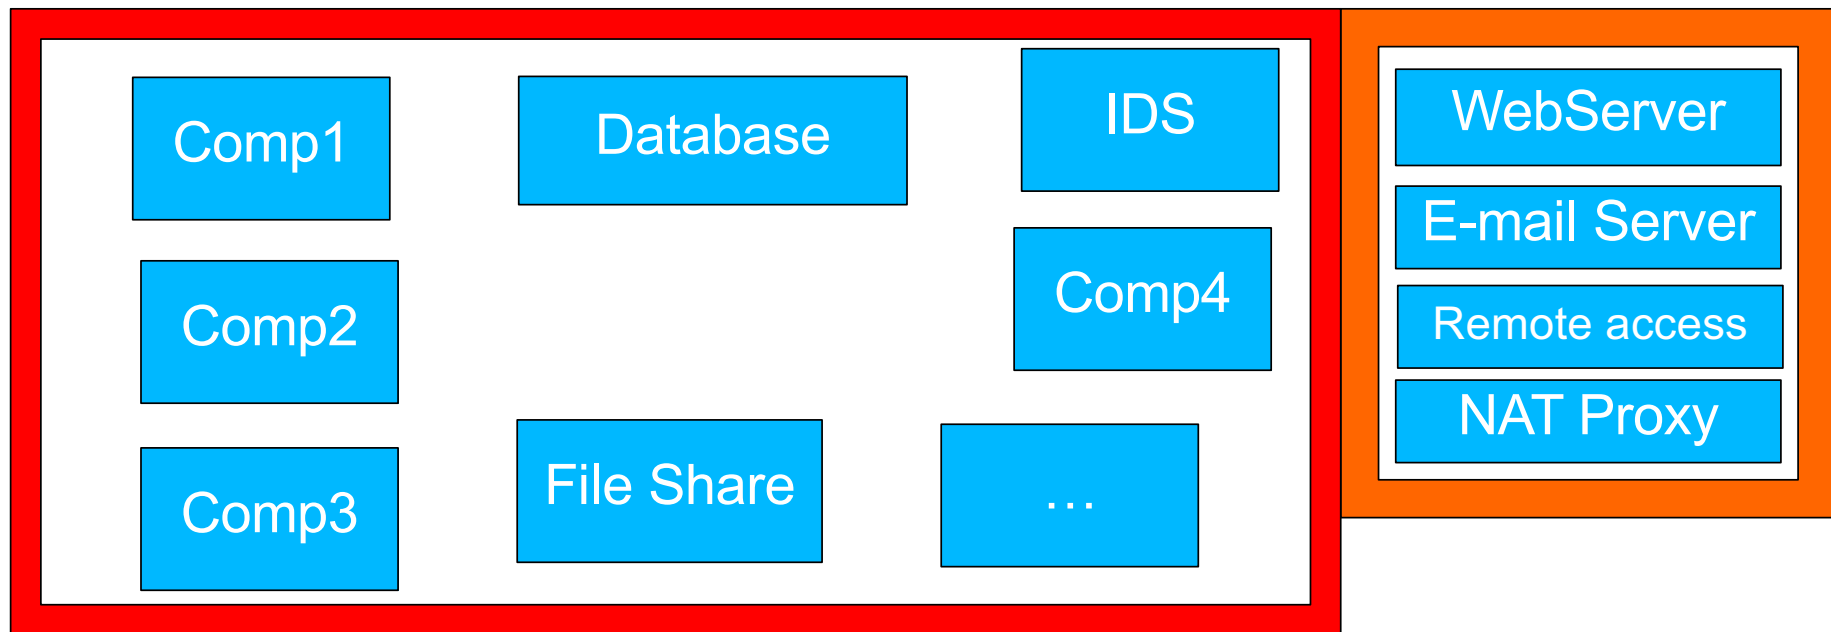 Comp1
Database
IDS
Comp2
Comp4
Comp3
File Share
…
WebServer
E-mail Server
Remote access
NAT Proxy